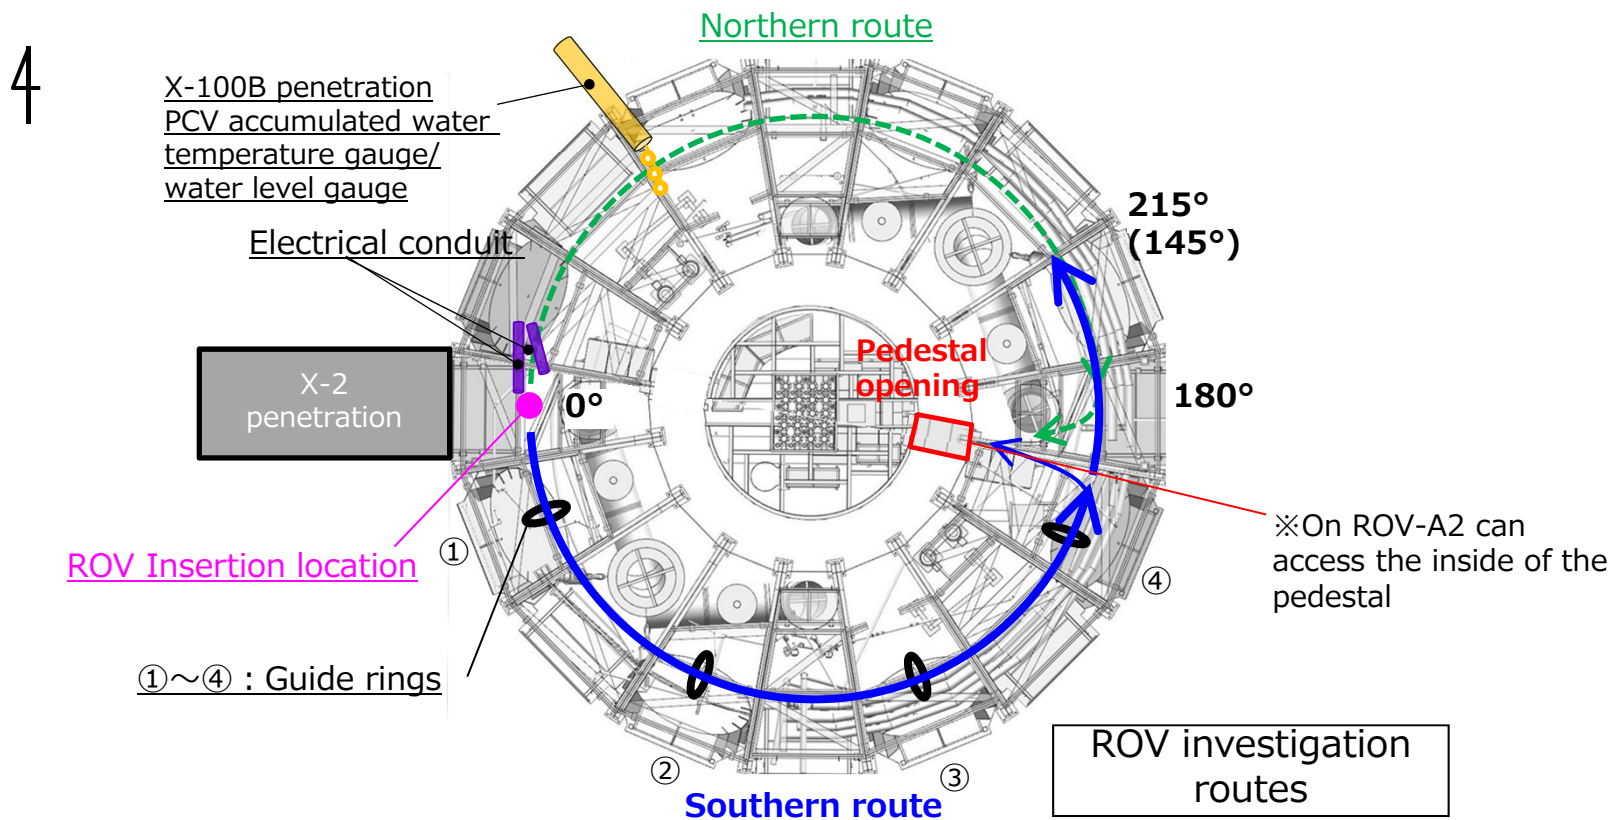 Northern route
4
X-100B penetration
PCV accumulated water
temperature gauge/
water level gauge
Electrical conduit
215°
(145°)
Pedestal
opening
X-2
penetration
0°
180°
※On ROV-A2 can
access the inside of the
pedestal
①
ROV Insertion location
④
①～④ : Guide rings
②
③
Southern route
ROV investigation
routes